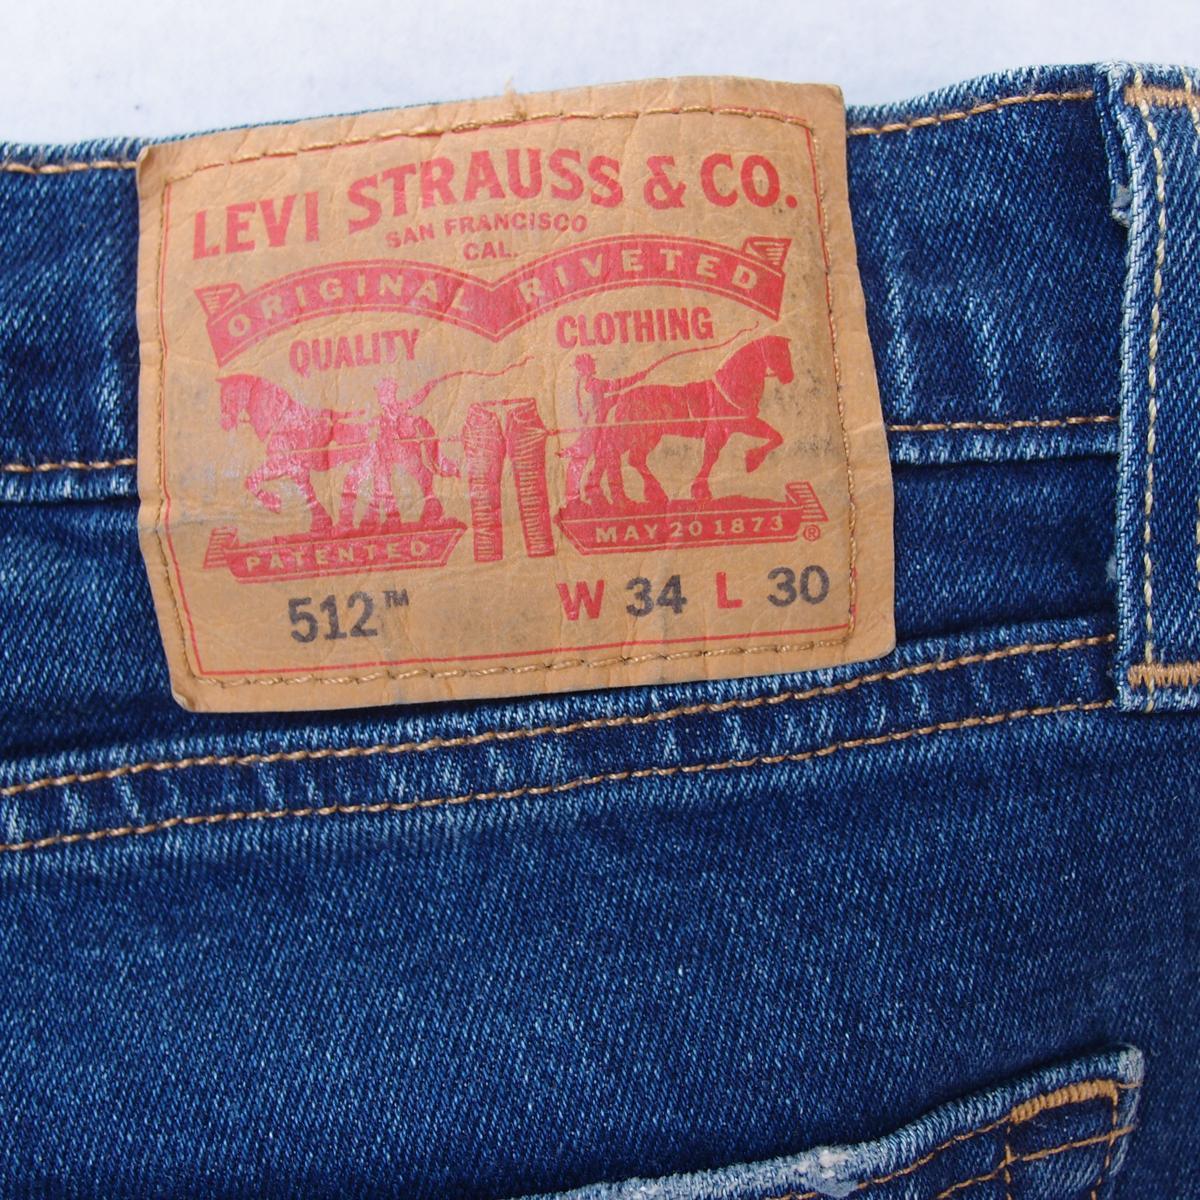 LEVI STRAUSS & CO.
SAN FRANCISCO
CAL.
ORIGINAL RIVETED
QUALITY CLOTHING
PATENTED MAY 20 1873 ®
512™ W 34 L 30